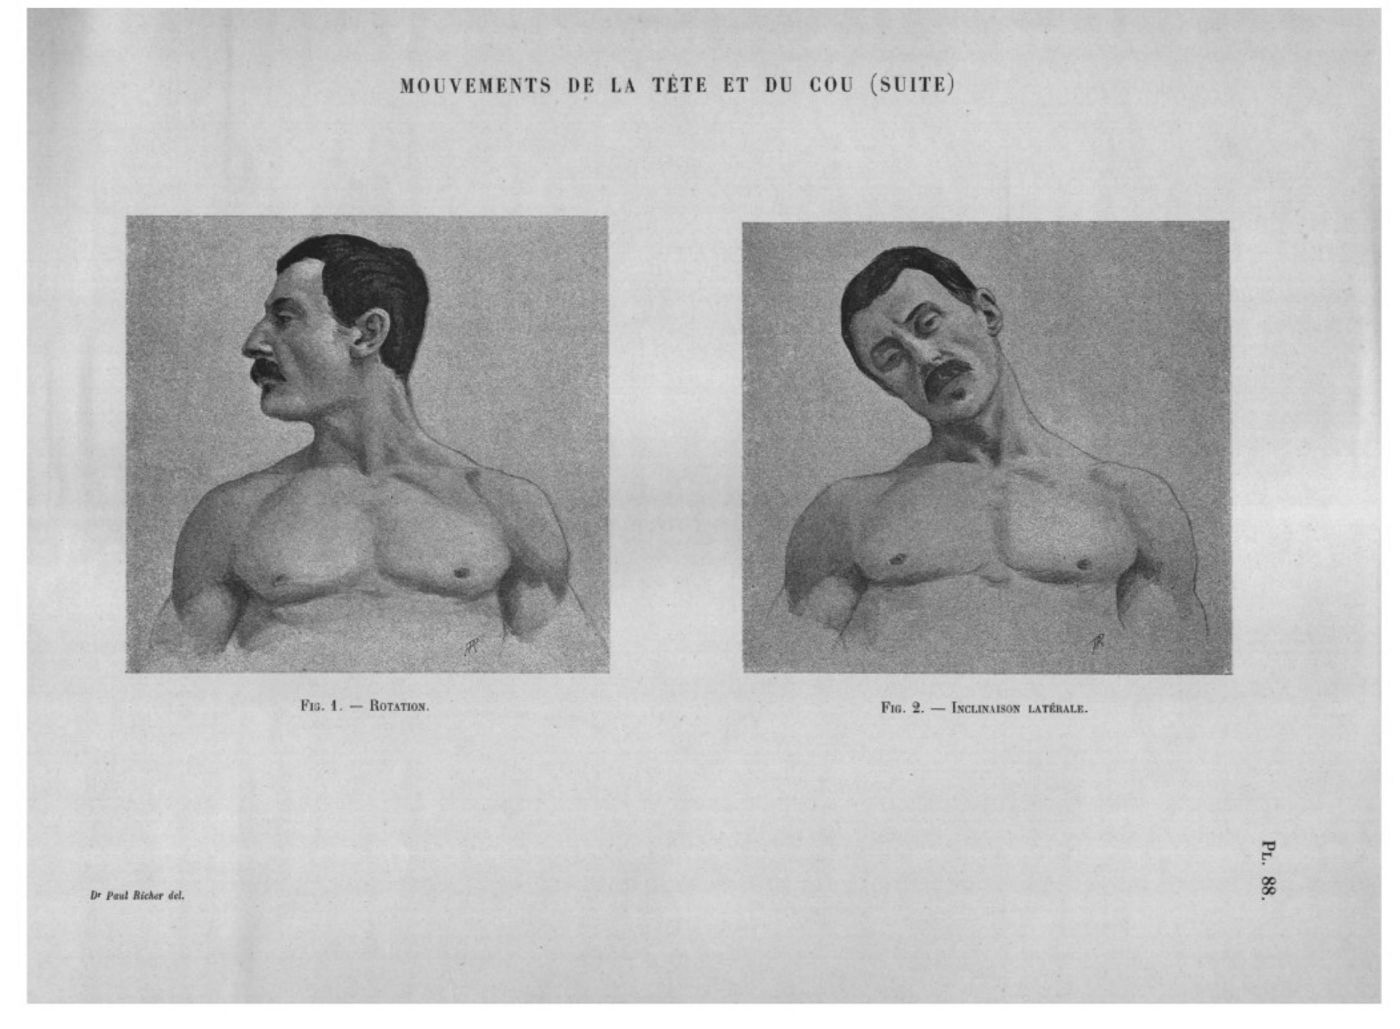 MOUVEMENTS DE LA TÊTE ET DU COU (SUITE)
FIG. 1. — ROTATION.
FIG. 2. — INCLINAISON LATÉRALE.
PL. 88.
Dr Paul Richer del.